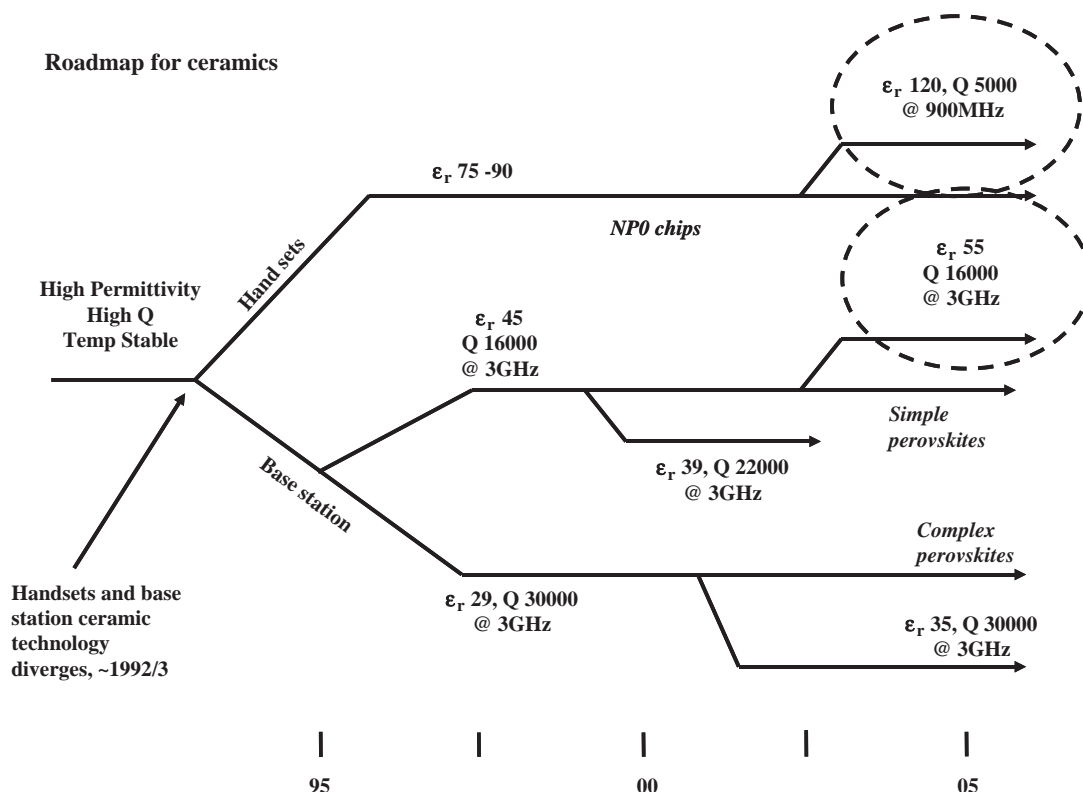 Roadmap for ceramics
εr 120, Q 5000
@ 900MHz
εr 75 -90
NP0 chips
Hand sets
εr 55
Q 16000
@ 3GHz
High Permittivity
High Q
Temp Stable
εr 45
Q 16000
@ 3GHz
Simple
perovskites
Base station
εr 39, Q 22000
@ 3GHz
Complex
perovskites
Handsets and base
station ceramic
technology
diverges, ~1992/3
εr 29, Q 30000
@ 3GHz
εr 35, Q 30000
@ 3GHz
95
00
05